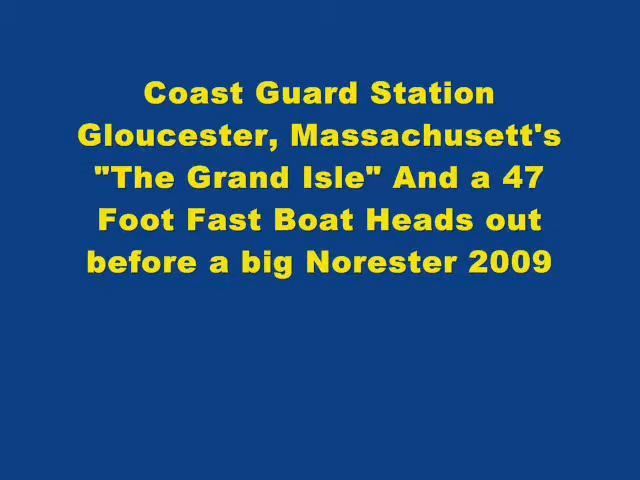 Coast Guard Station
Gloucester, Massachusett's
"The Grand Isle" And a 47
Foot Fast Boat Heads out
before a big Norester 2009